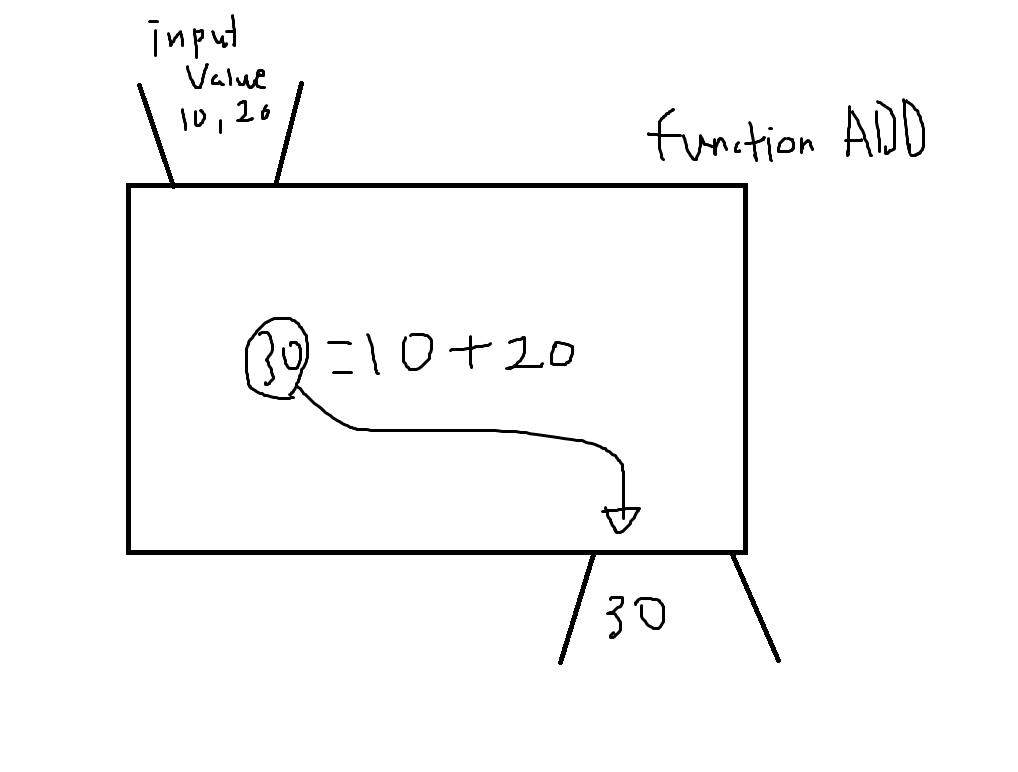 input
Value
10, 20
function ADD
30 = 10 + 20
30